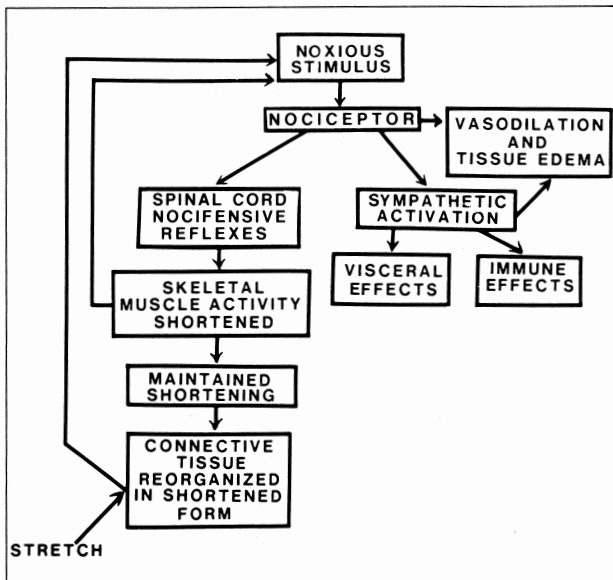 NOXIOUS
STIMULUS
NOCICEPTOR
VASODILATION
AND
TISSUE EDEMA
SPINAL CORD
NOCIFENSIVE
REFLEXES
SYMPATHETIC
ACTIVATION
VISCERAL
EFFECTS
IMMUNE
EFFECTS
SKELETAL
MUSCLE ACTIVITY
SHORTENED
MAINTAINED
SHORTENING
CONNECTIVE
TISSUE
REORGANIZED
IN SHORTENED
FORM
STRETCH